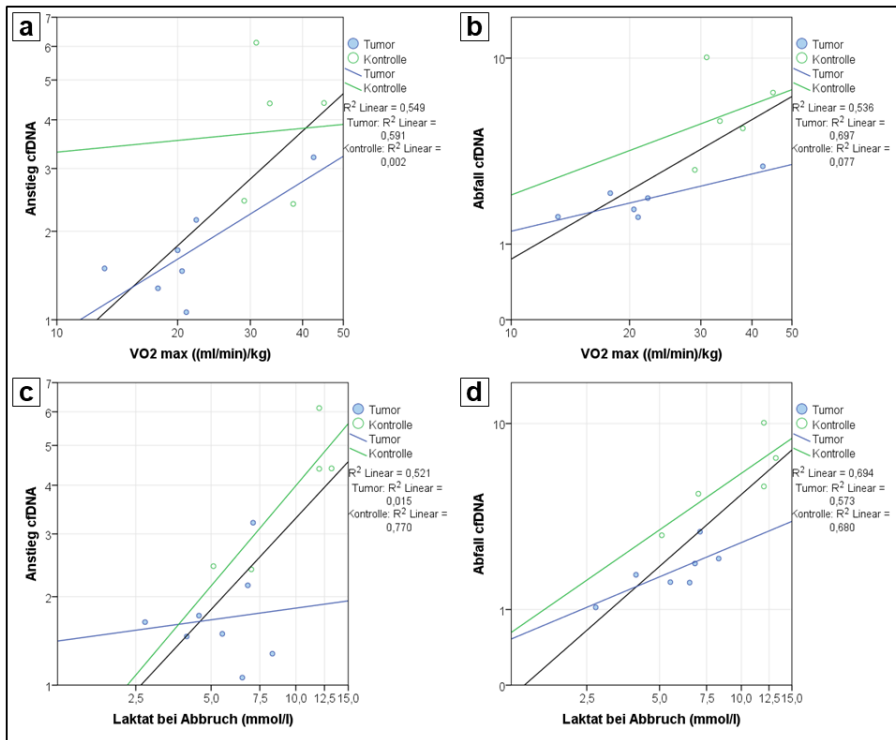 a
7
6
5
4
3
2
1
Anstieg cfDNA
10
20
30
40
50
VO2 max ((ml/min)/kg)
Tumor
Kontrolle
Tumor
Kontrolle
R² Linear = 0,549
Tumor: R² Linear =
0,591
Kontrolle: R² Linear =
0,002
b
10
1
0
Abfall cfDNA
10
20
30
40
50
VO2 max ((ml/min)/kg)
Tumor
Kontrolle
Tumor
Kontrolle
R² Linear = 0,536
Tumor: R² Linear =
0,697
Kontrolle: R² Linear =
0,077
c
7
6
5
4
3
2
1
Anstieg cfDNA
2,5
5,0
7,5
10,0
12,5
15,0
Laktat bei Abbruch (mmol/l)
Tumor
Kontrolle
Tumor
Kontrolle
R² Linear = 0,521
Tumor: R² Linear =
0,015
Kontrolle: R² Linear =
0,770
d
10
1
0
Abfall cfDNA
2,5
5,0
7,5
10,0
12,5
15,0
Laktat bei Abbruch (mmol/l)
Tumor
Kontrolle
Tumor
Kontrolle
R² Linear = 0,694
Tumor: R² Linear =
0,573
Kontrolle: R² Linear =
0,680